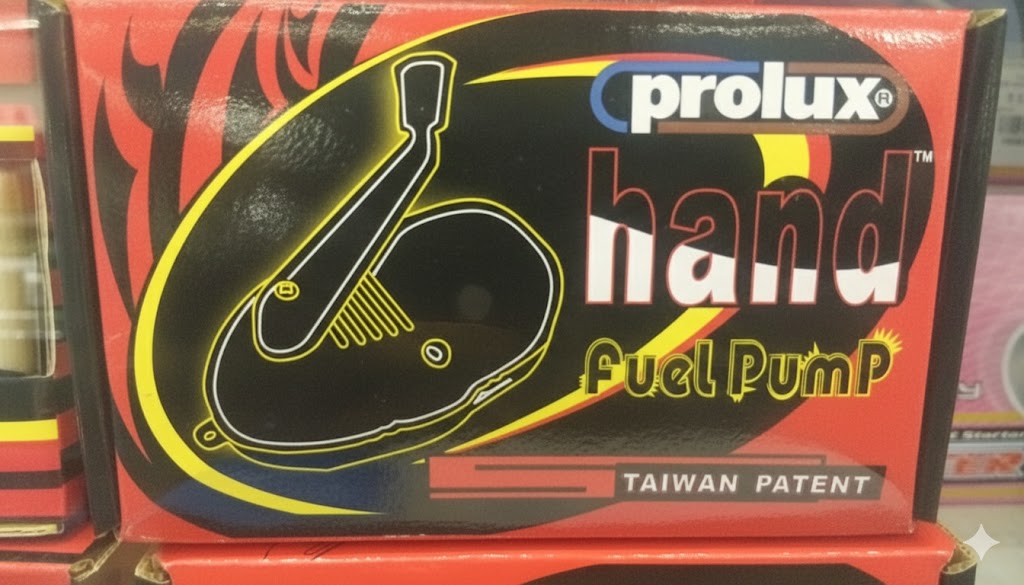 prolux®
hand™
Fuel Pump
TAIWAN PATENT